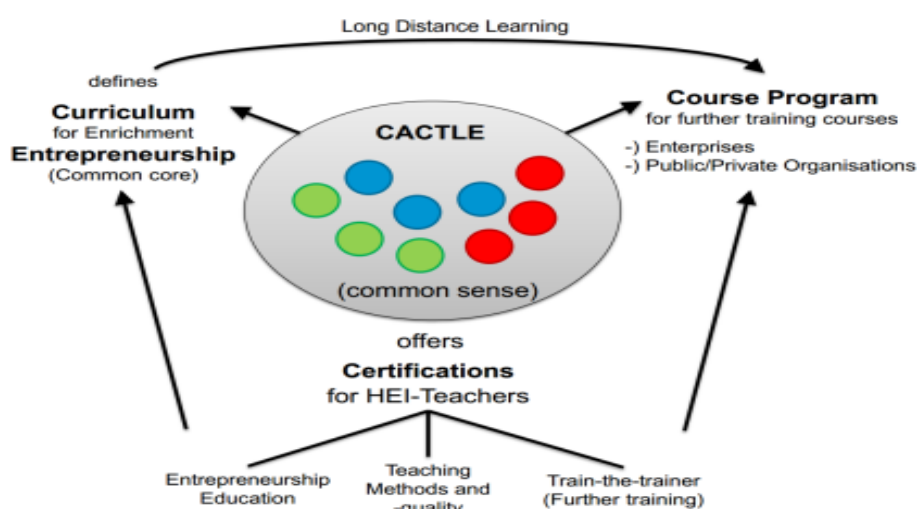 Long Distance Learning
defines
Curriculum
for Enrichment
Entrepreneurship
(Common core)
CACTLE
(common sense)
Course Program
for further training courses
-) Enterprises
-) Public/Private Organisations
offers
Certifications
for HEI-Teachers
Entrepreneurship
Education
Teaching
Methods and
-quality
Train-the-trainer
(Further training)